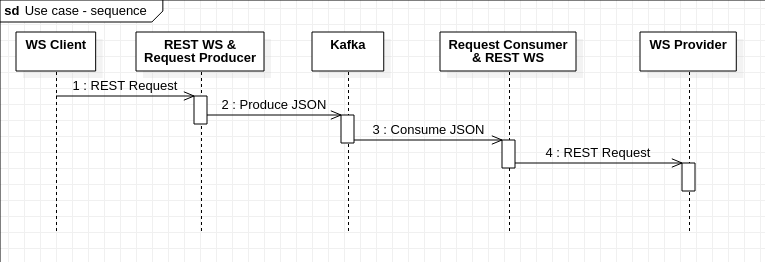 sd Use case - sequence
WS Client
REST WS &
Request Producer
Kafka
Request Consumer
& REST WS
WS Provider
1 : REST Request
2 : Produce JSON
3 : Consume JSON
4 : REST Request